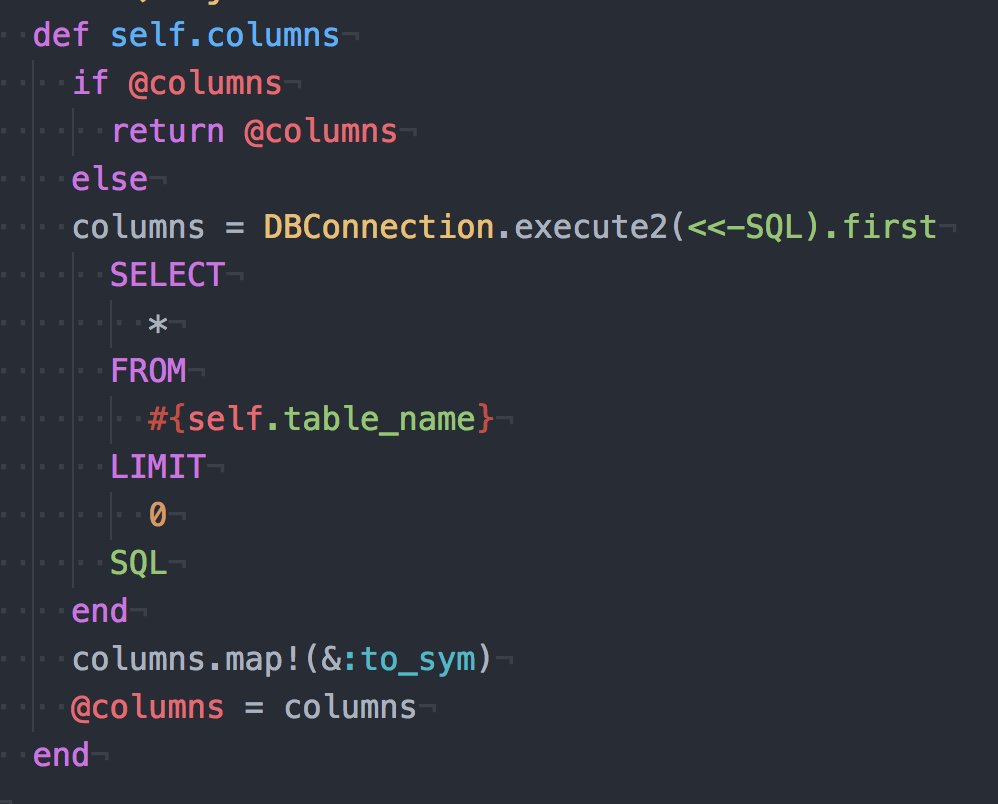 def self.columns
if @columns
return @columns
else
columns = DBConnection.execute2(<<-SQL).first
SELECT
*
FROM
#{self.table_name}
LIMIT
0
SQL
end
columns.map!(&:to_sym)
@columns = columns
end